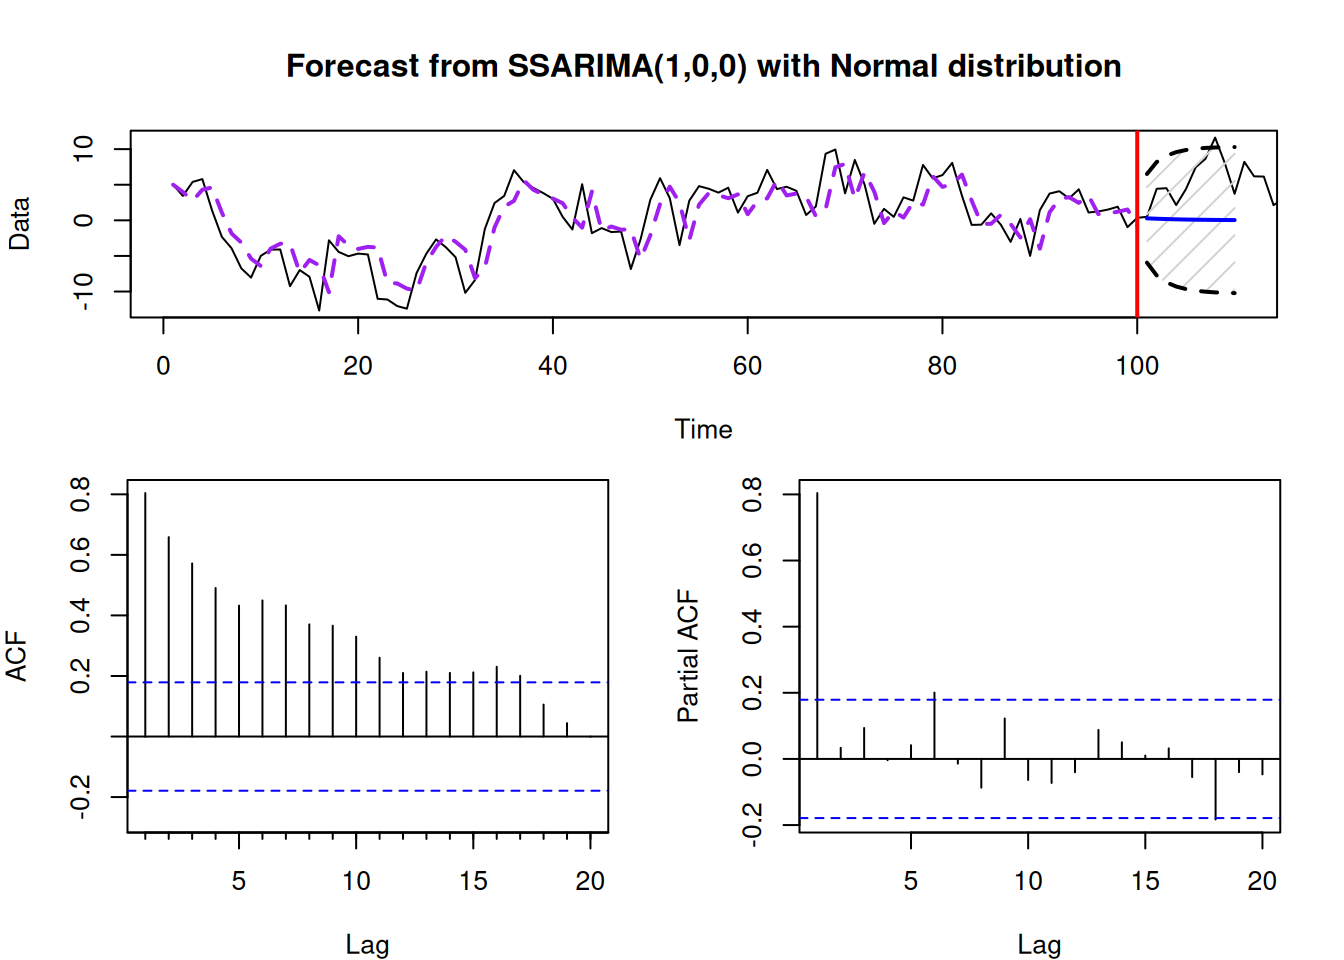 Forecast from SSARIMA(1,0,0) with Normal distribution
Data
10
0
-10
0 20 40 60 80 100
Time
ACF
0.8
0.6
0.4
0.2
-0.2
5 10 15 20
Lag
Partial ACF
0.8
0.6
0.4
0.2
0.0
-0.2
5 10 15 20
Lag